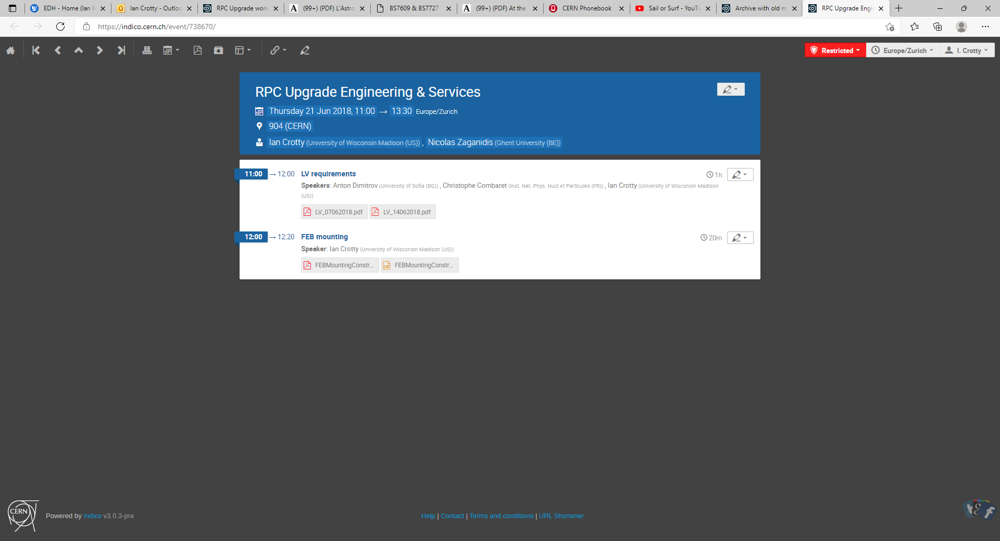 EDH - Home (Ian M
Ian Crotty - Outloo
RPC Upgrade work
(99+) (PDF) L'Astro
BS7609 & BS7727
(99+) (PDF) At the
CERN Phonebook
Sail or Surf - YouTu
Archive with old m
RPC Upgrade Engi
https://indico.cern.ch/event/738670/
Restricted
Europe/Zurich
I. Crotty
RPC Upgrade Engineering & Services
Thursday 21 Jun 2018, 11:00 → 13:30 Europe/Zurich
904 (CERN)
Ian Crotty (University of Wisconsin Madison (US)) , Nicolas Zaganidis (Ghent University (BE))
11:00 → 12:00 LV requirements 1h
Speakers: Anton Dimitrov (University of Sofia (BG)) , Christophe Combaret (Inst. Nat. Phys. Nucl et Particules (FR)) , Ian Crotty (University of Wisconsin Madison
(US))
LV_07062018.pdf LV_14062018.pdf
12:00 → 12:20 FEB mounting 20m
Speaker: Ian Crotty (University of Wisconsin Madison (US))
FEBMountingConstr... FEBMountingConstr...
CERN
Powered by Indico v3.0.3-pre
Help | Contact | Terms and conditions | URL Shortener